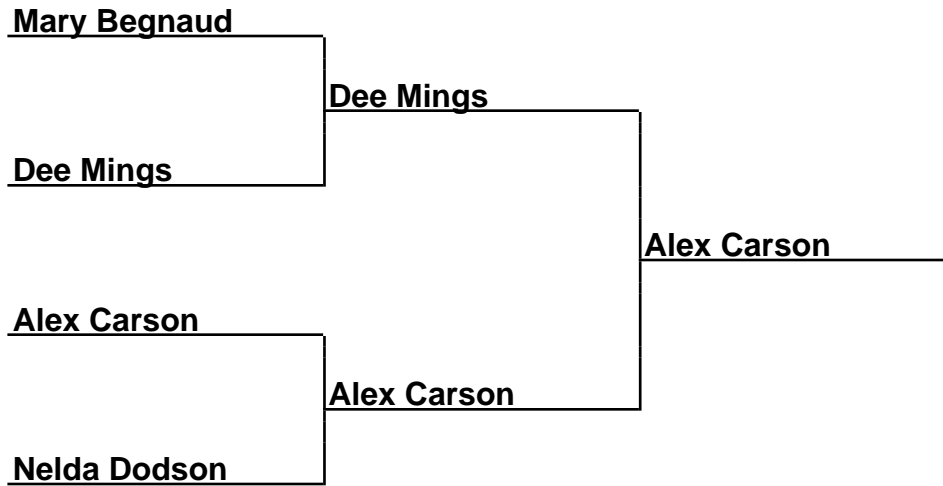 Mary Begnaud
Dee Mings
Dee Mings
Alex Carson
Alex Carson
Alex Carson
Nelda Dodson